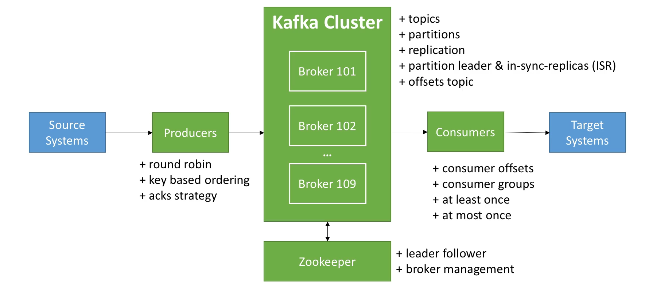 Kafka Cluster
Broker 101
Broker 102
...
Broker 109
+ topics
+ partitions
+ replication
+ partition leader & in-sync-replicas (ISR)
+ offsets topic
Source
Systems
Producers
+ round robin
+ key based ordering
+ acks strategy
Consumers
+ consumer offsets
+ consumer groups
+ at least once
+ at most once
Target
Systems
Zookeeper
+ leader follower
+ broker management